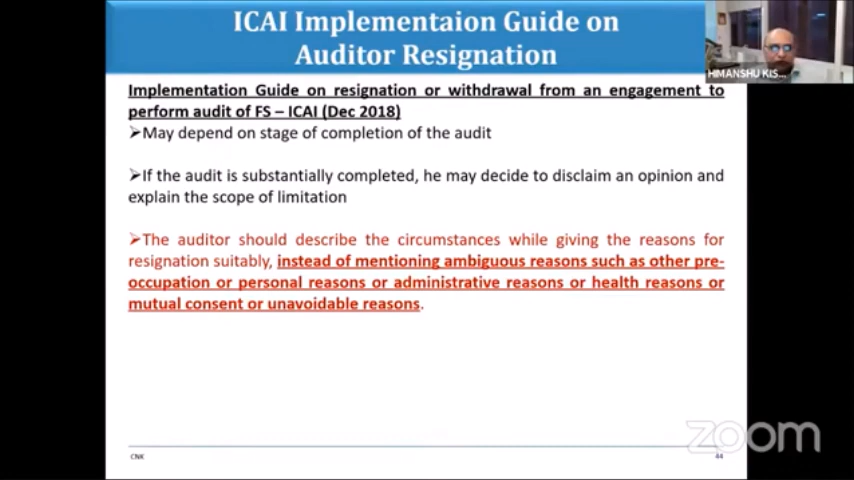 ICAI Implementaion Guide on
Auditor Resignation
HIMANSHU KIS...
Implementation Guide on resignation or withdrawal from an engagement to
perform audit of FS – ICAI (Dec 2018)
➢May depend on stage of completion of the audit
➢If the audit is substantially completed, he may decide to disclaim an opinion and
explain the scope of limitation
➢The auditor should describe the circumstances while giving the reasons for
resignation suitably, instead of mentioning ambiguous reasons such as other pre-
occupation or personal reasons or administrative reasons or health reasons or
mutual consent or unavoidable reasons.
zoom
CNK
44